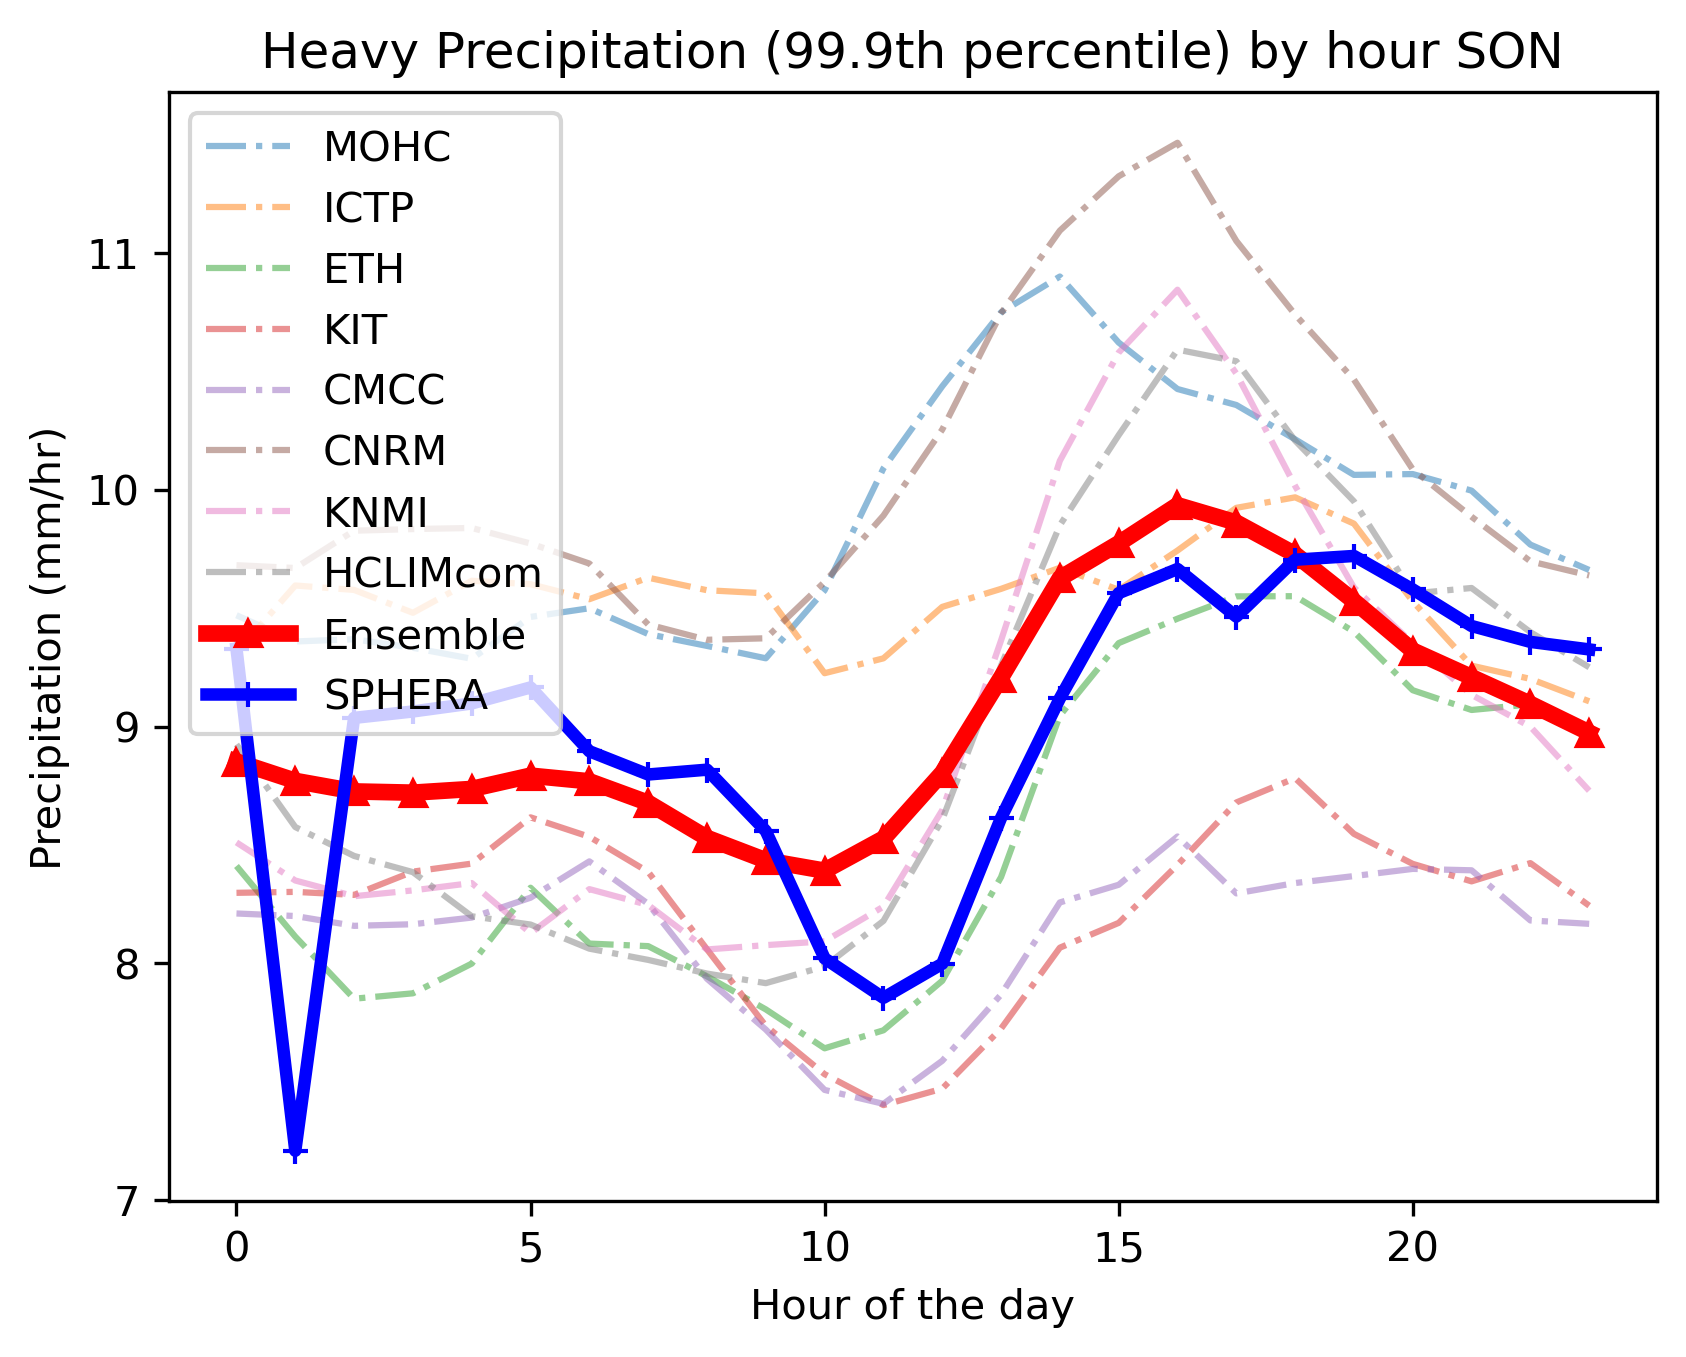 Heavy Precipitation (99.9th percentile) by hour SON
MOHC
ICTP
ETH
KIT
CMCC
CNRM
KNMI
HCLIMcom
Ensemble
SPHERA
Precipitation (mm/hr)
11
10
9
8
7
0 5 10 15 20
Hour of the day